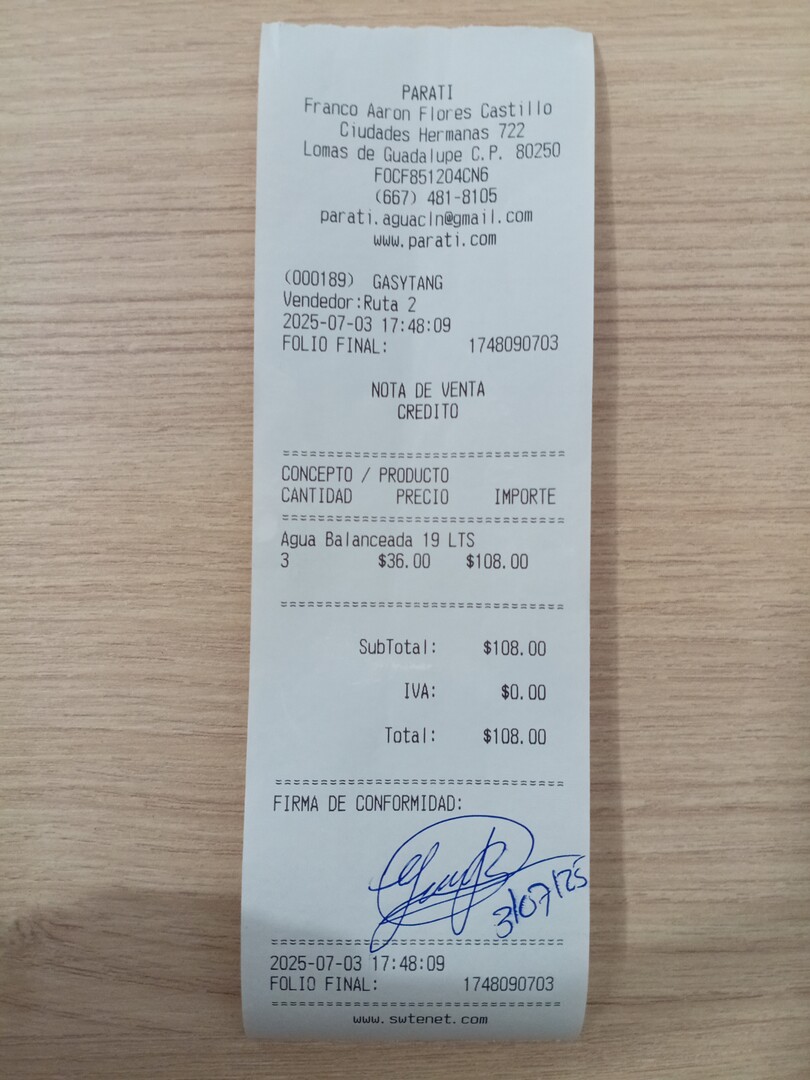 PARATI
Franco Aaron Flores Castillo
Ciudades Hermanas 722
Lomas de Guadalupe C.P. 80250
FOCF851204CN6
(667) 481-8105
parati.aguacln@gmail.com
www.parati.com
(000189) GASYTANG
Vendedor:Ruta 2
2025-07-03 17:48:09
FOLIO FINAL: 1748090703
NOTA DE VENTA
CREDITO
==============================
CONCEPTO / PRODUCTO
CANTIDAD PRECIO IMPORTE
==============================
Agua Balanceada 19 LTS
3 $36.00 $108.00
==============================
SubTotal: $108.00
IVA: $0.00
Total: $108.00
==============================
FIRMA DE CONFORMIDAD:
3/07/25
==============================
2025-07-03 17:48:09
FOLIO FINAL: 1748090703
==============================
www.swtenet.com